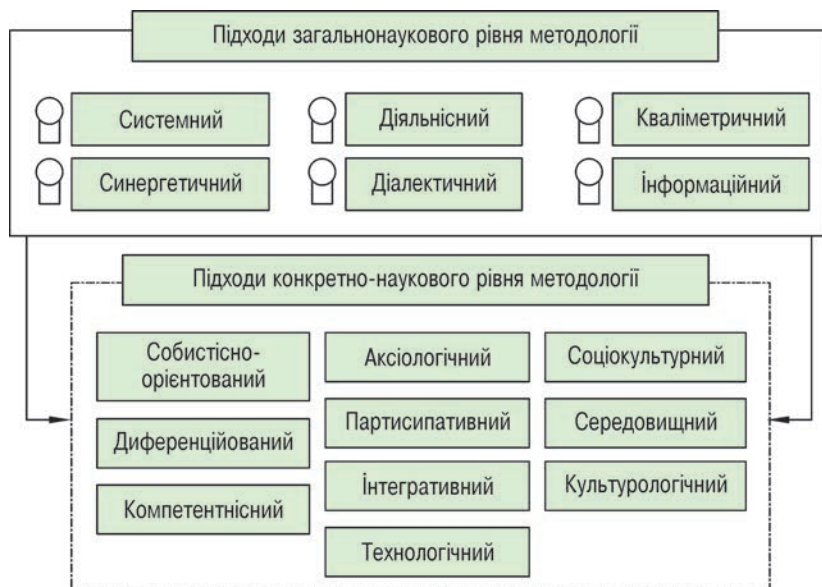 Підходи загальнонаукового рівня методології
Системний
Діяльнісний
Кваліметричний
Синергетичний
Діалектичний
Інформаційний
Підходи конкретно-наукового рівня методології
Собистісно-
орієнтований
Аксіологічний
Соціокультурний
Диференційований
Партисипативний
Середовищний
Компетентнісний
Інтегративний
Культурологічний
Технологічний